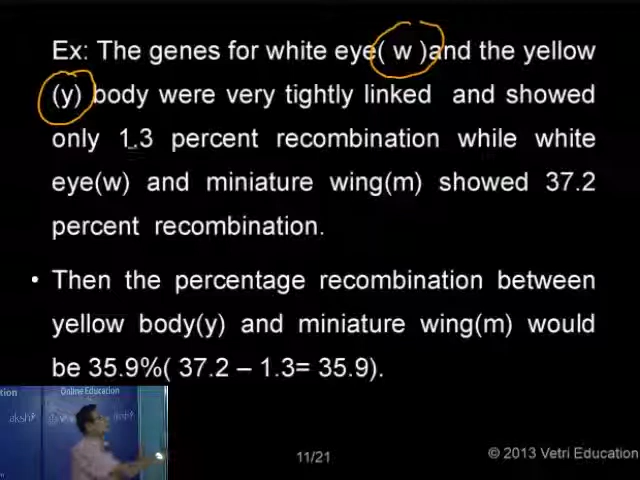 Ex: The genes for white eye( w )and the yellow
(y) body were very tightly linked and showed
only 1.3 percent recombination while white
eye(w) and miniature wing(m) showed 37.2
percent recombination.
• Then the percentage recombination between
yellow body(y) and miniature wing(m) would
be 35.9%( 37.2 – 1.3= 35.9).
Online Education
11/21
© 2013 Vetri Education